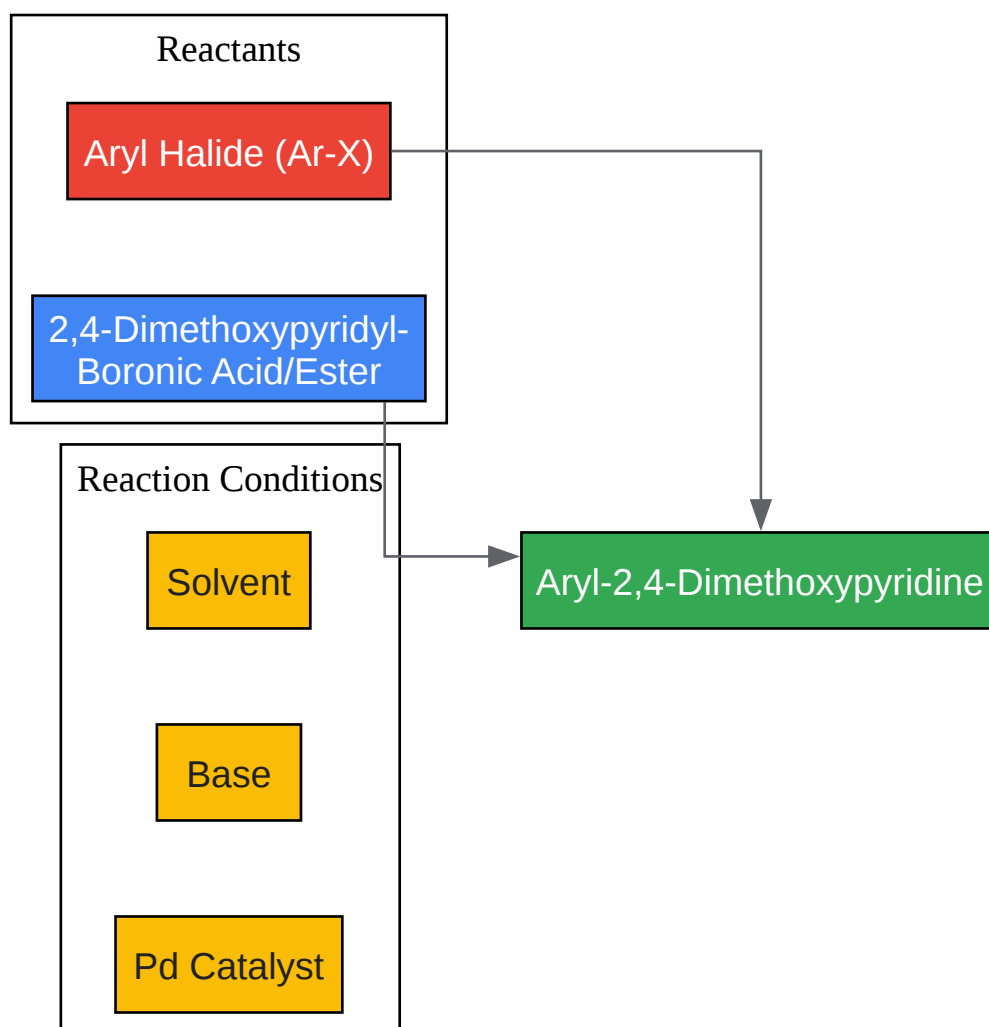 Reactants
Aryl Halide (Ar-X)
2,4-Dimethoxypyridyl-
Boronic Acid/Ester
Reaction Conditions
Solvent
Aryl-2,4-Dimethoxypyridine
Base
Pd Catalyst